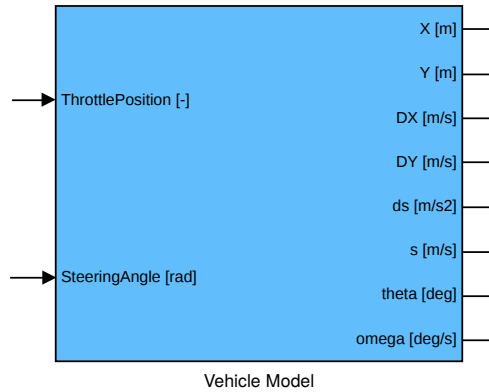 X [m]
Y [m]
ThrottlePosition [-]
DX [m/s]
DY [m/s]
ds [m/s2]
s [m/s]
SteeringAngle [rad]
theta [deg]
omega [deg/s]
Vehicle Model